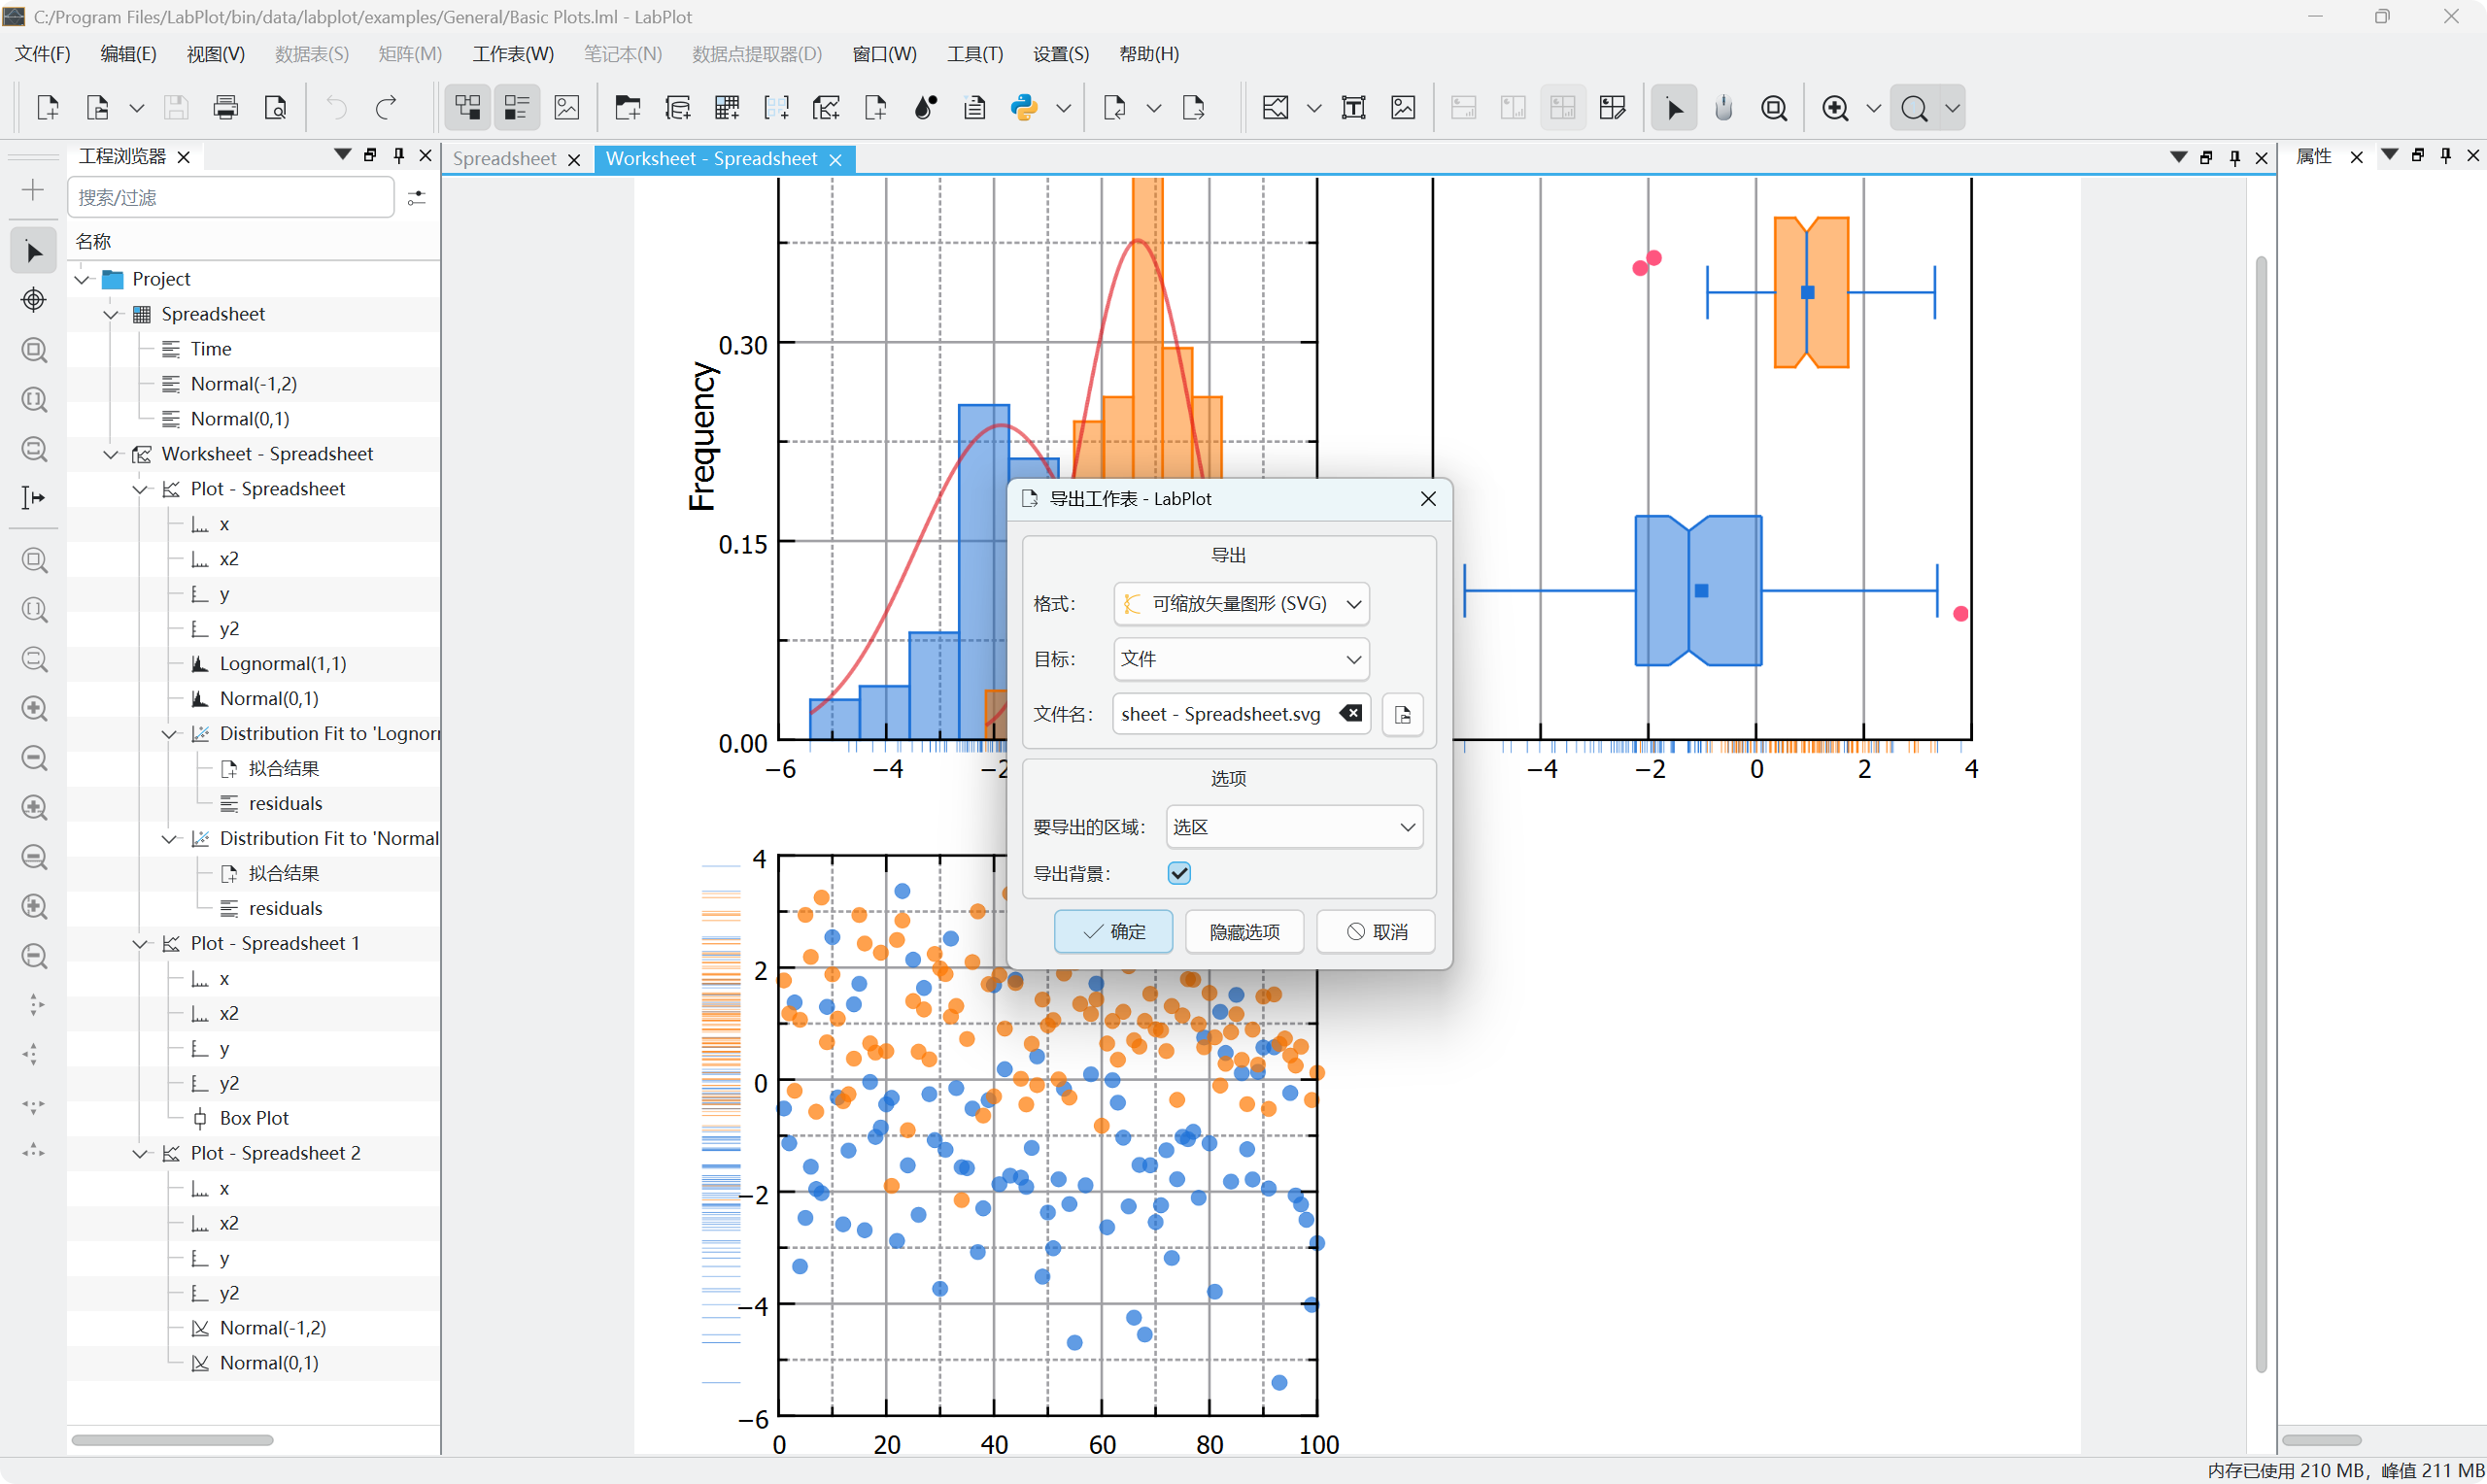 C:/Program Files/LabPlot/bin/data/labplot/examples/General/Basic Plots.lml - LabPlot
文件(F) 编辑(E) 视图(V) 数据表(S) 矩阵(M) 工作表(W) 笔记本(N) 数据点提取器(D) 窗口(W) 工具(T) 设置(S) 帮助(H)
工程浏览器
搜索/过滤
名称
Project
Spreadsheet
Time
Normal(-1,2)
Normal(0,1)
Worksheet - Spreadsheet
Plot - Spreadsheet
x
x2
y
y2
Lognormal(1,1)
Normal(0,1)
Distribution Fit to 'Lognorr
拟合结果
residuals
Distribution Fit to 'Normal
拟合结果
residuals
Plot - Spreadsheet 1
x
x2
y
y2
Box Plot
Plot - Spreadsheet 2
x
x2
y
y2
Normal(-1,2)
Normal(0,1)
Spreadsheet
Worksheet - Spreadsheet
Frequency
0.30
0.15
0.00
−6 −4 −2
−4 −2 0 2 4
4
2
0
−2
−4
−6
0 20 40 60 80 100
导出工作表 - LabPlot
导出
格式: 可缩放矢量图形 (SVG)
目标: 文件
文件名: sheet - Spreadsheet.svg
选项
要导出的区域: 选区
导出背景:
确定 隐藏选项 取消
属性
内存已使用 210 MB, 峰值 211 MB